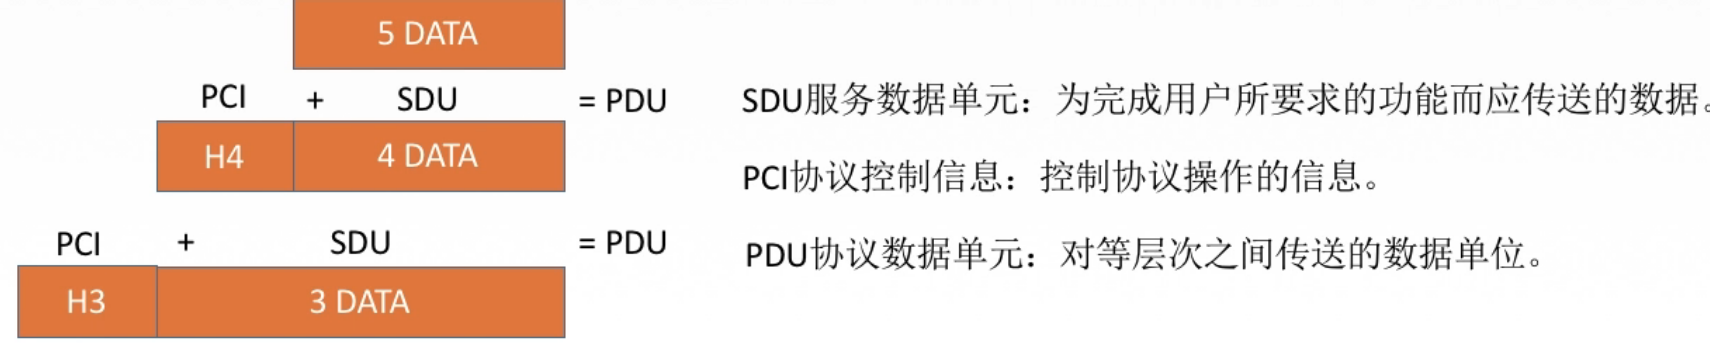 5 DATA
PCI + SDU = PDU
H4 4 DATA
PCI + SDU = PDU
H3 3 DATA
SDU服务数据单元：为完成用户所要求的功能而应传送的数据。
PCI协议控制信息：控制协议操作的信息。
PDU协议数据单元：对等层次之间传送的数据单位。